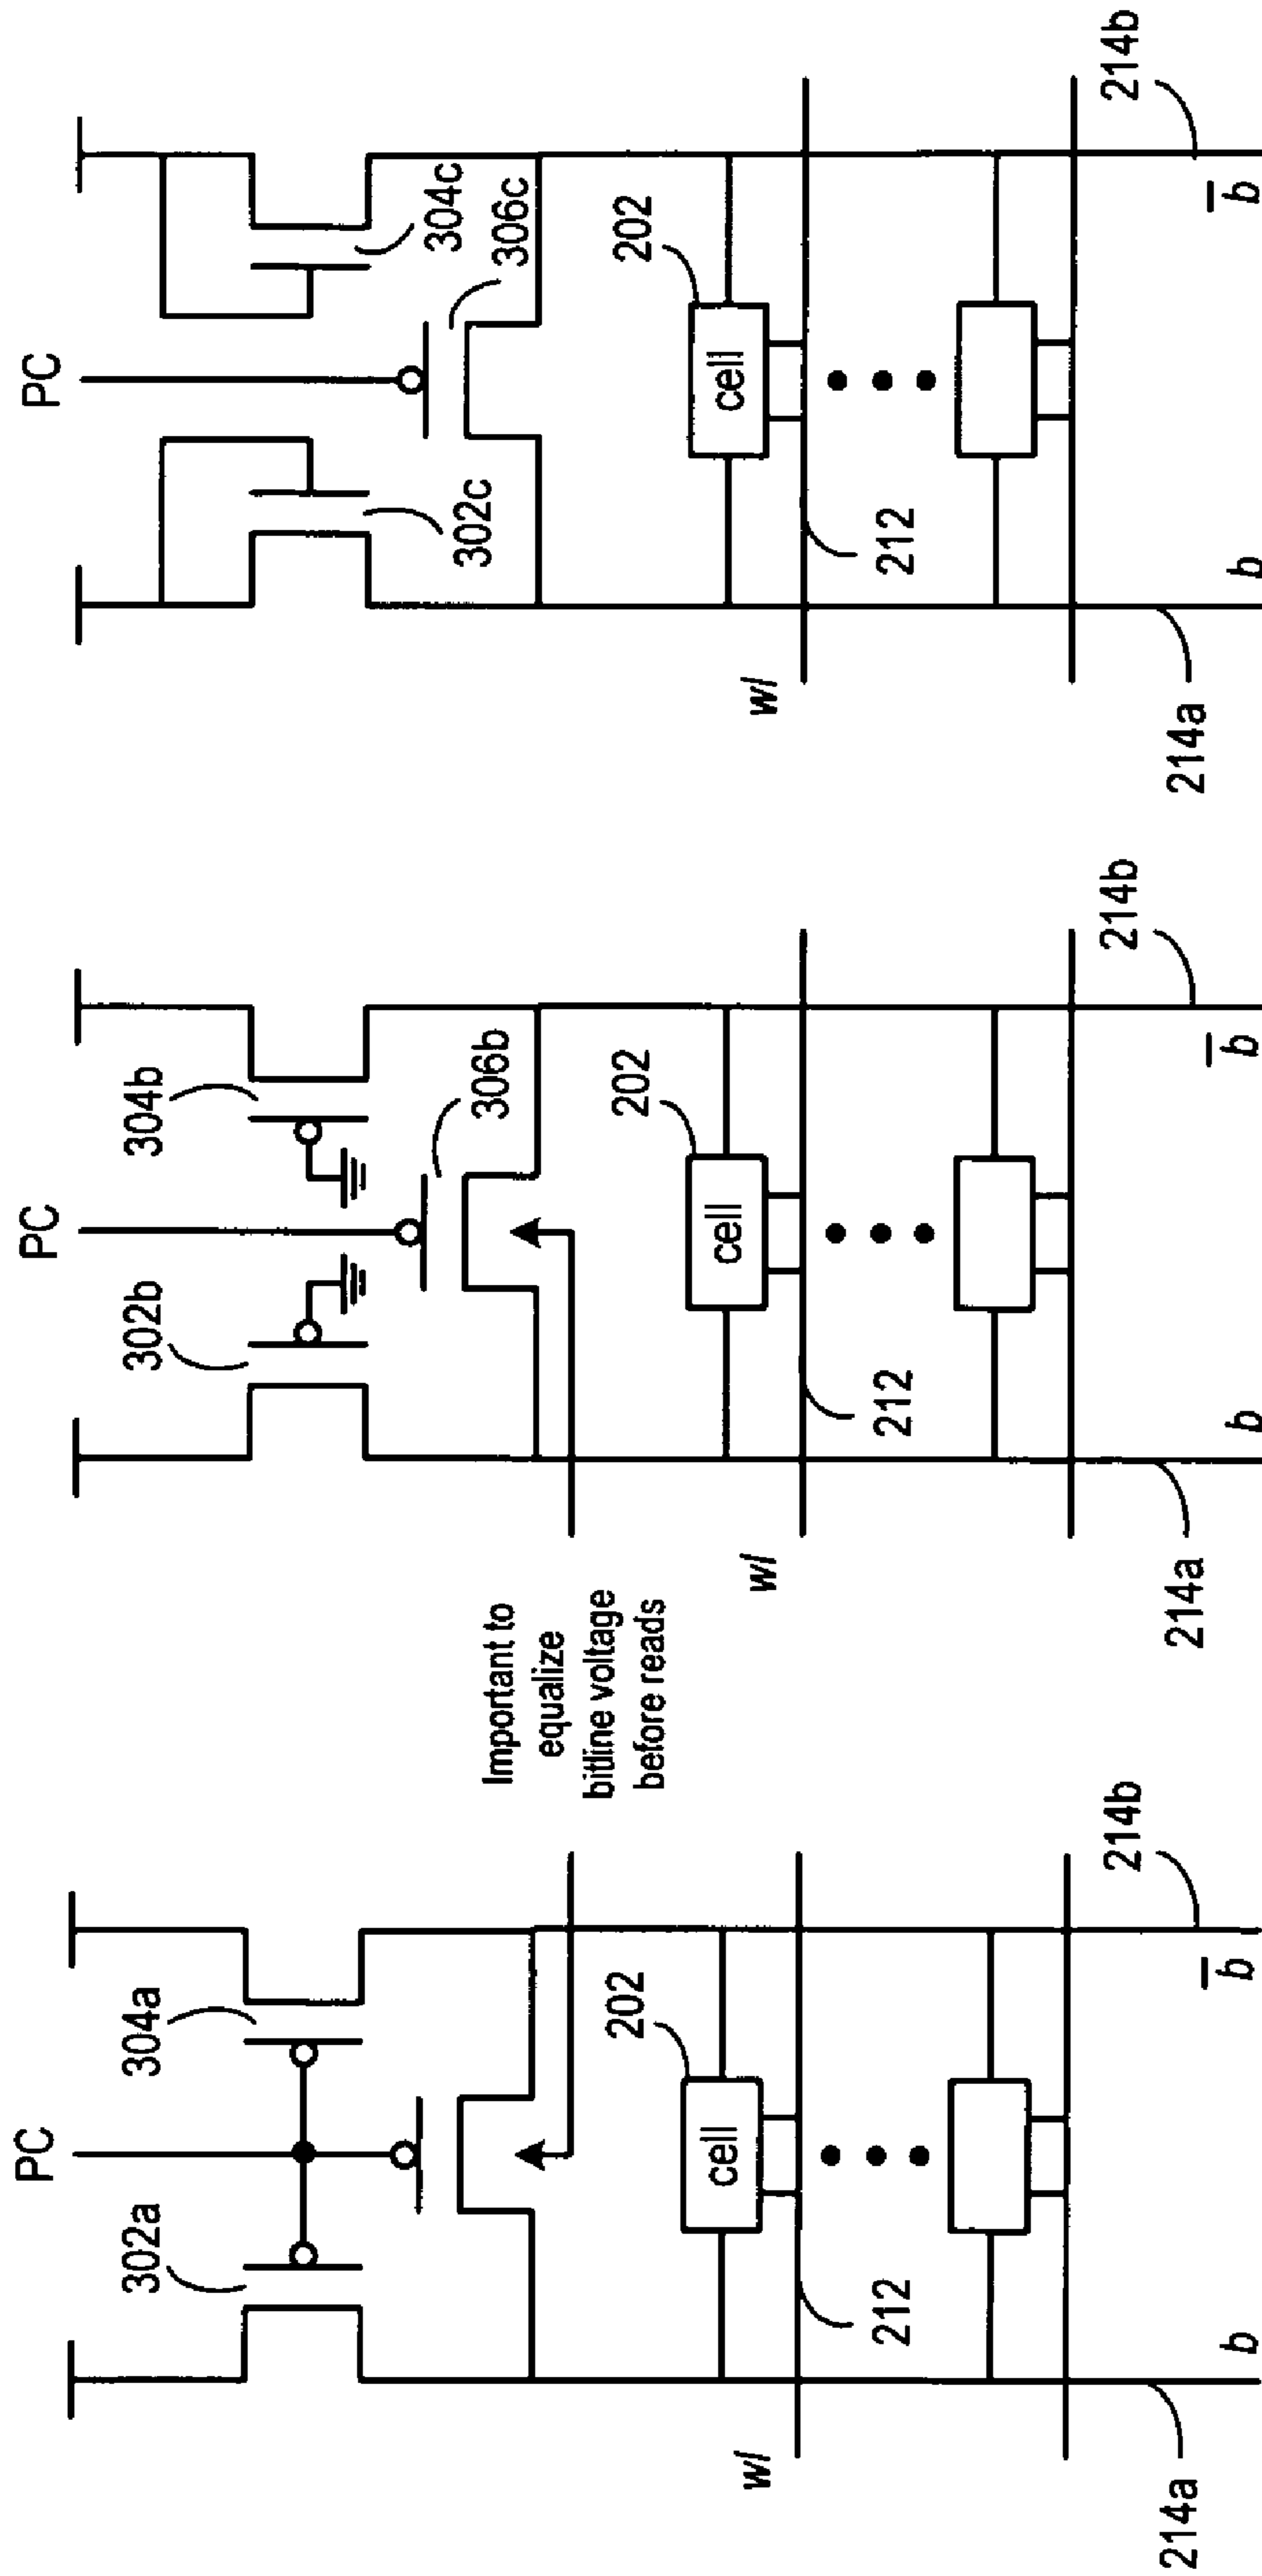 PC
302a
304a
202
cell
wl
212
b
b
214a
214b
Important to
equalize
bitline voltage
before reads
PC
302b
304b
306b
202
cell
wl
212
b
b
214a
214b
PC
302c
304c
306c
202
cell
wl
212
b
b
214a
214b